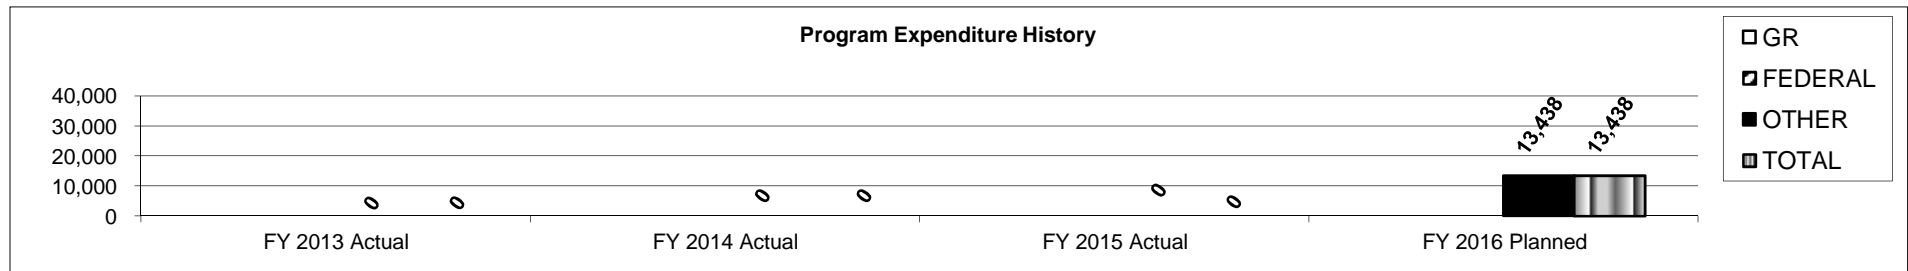 Program Expenditure History
GR
FEDERAL
OTHER
TOTAL
40,000
30,000
20,000
10,000
0
0
0
0
0
0
0
13,438
13,438
FY 2013 Actual
FY 2014 Actual
FY 2015 Actual
FY 2016 Planned